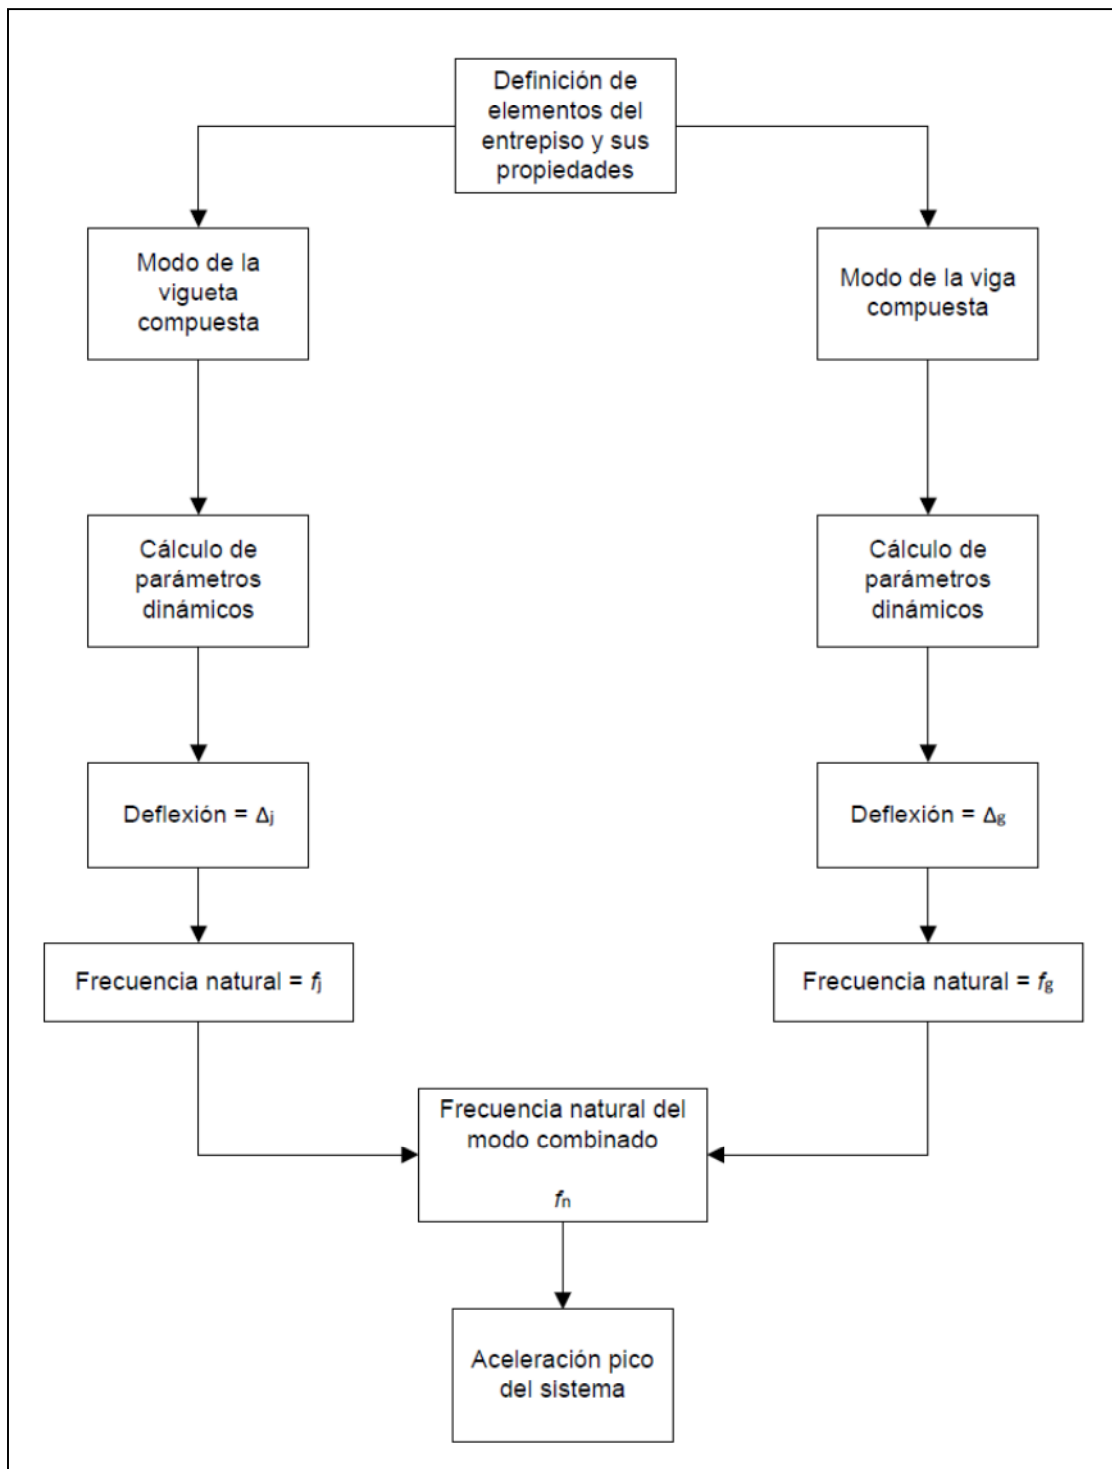 Definición de
elementos del
entrepiso y sus
propiedades
Modo de la
vigueta
compuesta
Modo de la viga
compuesta
Cálculo de
parámetros
dinámicos
Cálculo de
parámetros
dinámicos
Deflexión = Δj
Deflexión = Δg
Frecuencia natural = fj
Frecuencia natural = fg
Frecuencia natural del
modo combinado
fn
Aceleración pico
del sistema